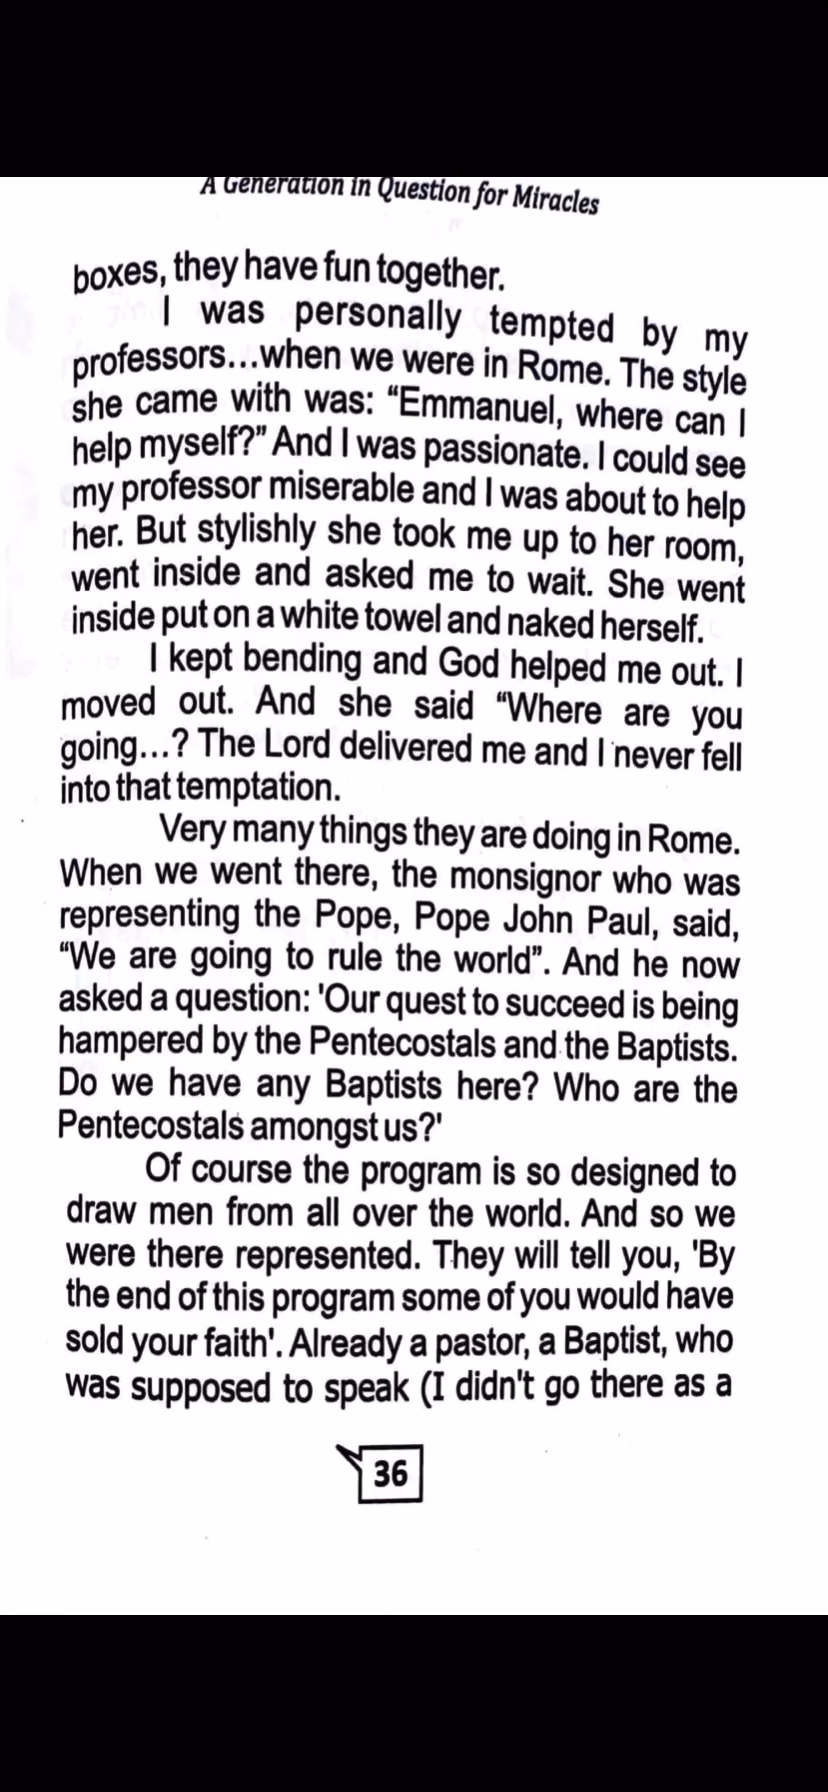 A Generation in Question for Miracles
boxes, they have fun together.
I was personally tempted by my
professors...when we were in Rome. The style
she came with was: “Emmanuel, where can I
help myself?” And I was passionate. I could see
my professor miserable and I was about to help
her. But stylishly she took me up to her room,
went inside and asked me to wait. She went
inside put on a white towel and naked herself.
I kept bending and God helped me out. I
moved out. And she said “Where are you
going...? The Lord delivered me and I never fell
into that temptation.
Very many things they are doing in Rome.
When we went there, the monsignor who was
representing the Pope, Pope John Paul, said,
“We are going to rule the world”. And he now
asked a question: 'Our quest to succeed is being
hampered by the Pentecostals and the Baptists.
Do we have any Baptists here? Who are the
Pentecostals amongst us?'
Of course the program is so designed to
draw men from all over the world. And so we
were there represented. They will tell you, 'By
the end of this program some of you would have
sold your faith'. Already a pastor, a Baptist, who
was supposed to speak (I didn't go there as a
36